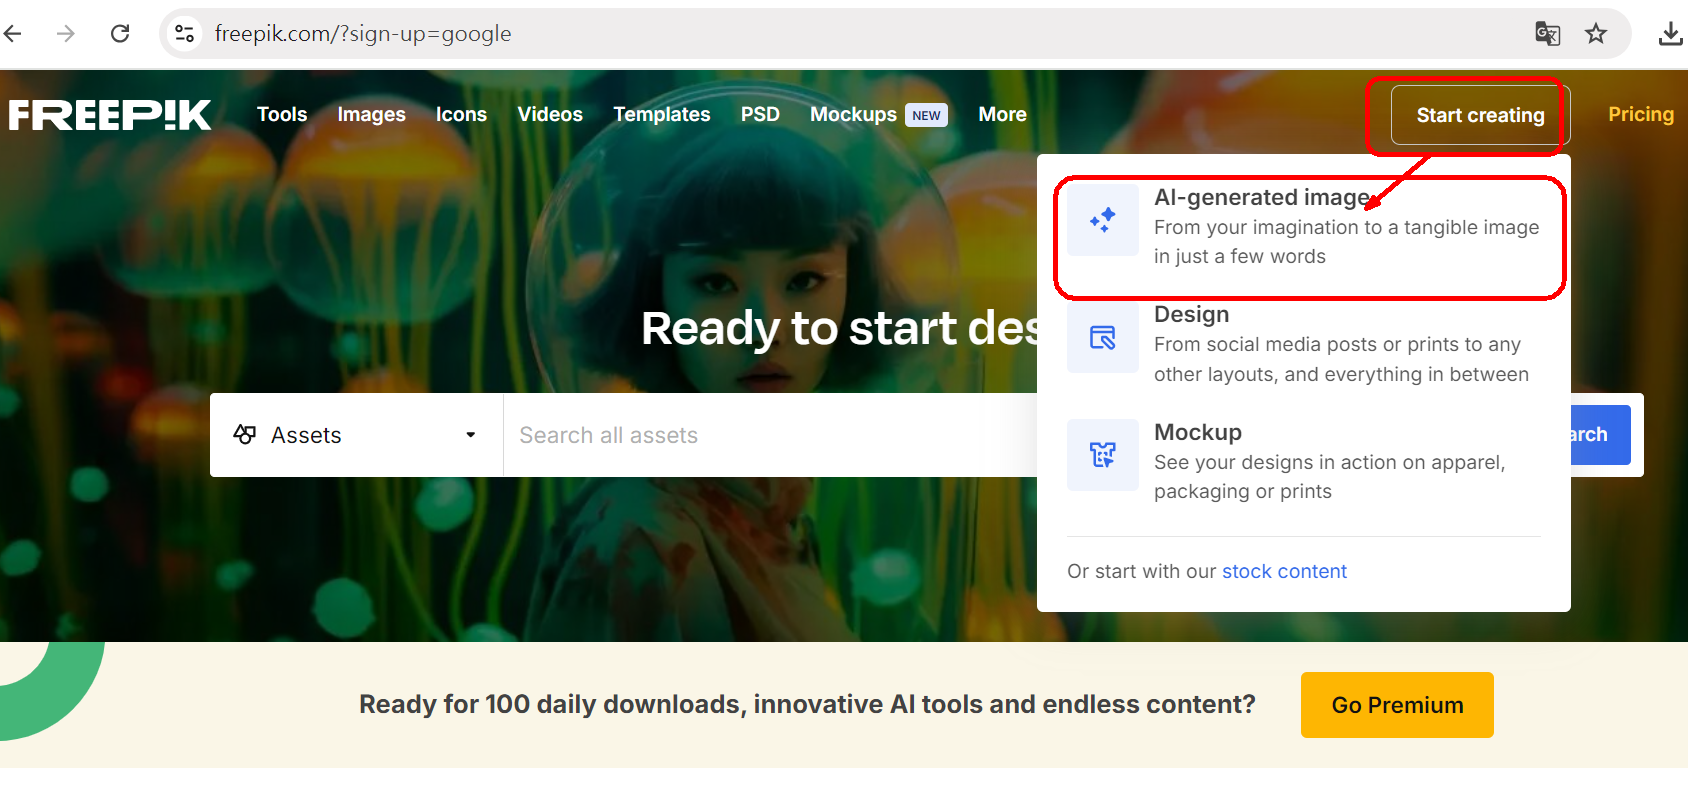 freepik.com/?sign-up=google
FREEP!K
Tools Images Icons Videos Templates PSD Mockups NEW More Start creating Pricing
AI-generated image
From your imagination to a tangible image
in just a few words
Design
From social media posts or prints to any
other layouts, and everything in between
Mockup
See your designs in action on apparel,
packaging or prints
Or start with our stock content
Ready to start des
Assets Search all assets arch
Ready for 100 daily downloads, innovative AI tools and endless content? Go Premium